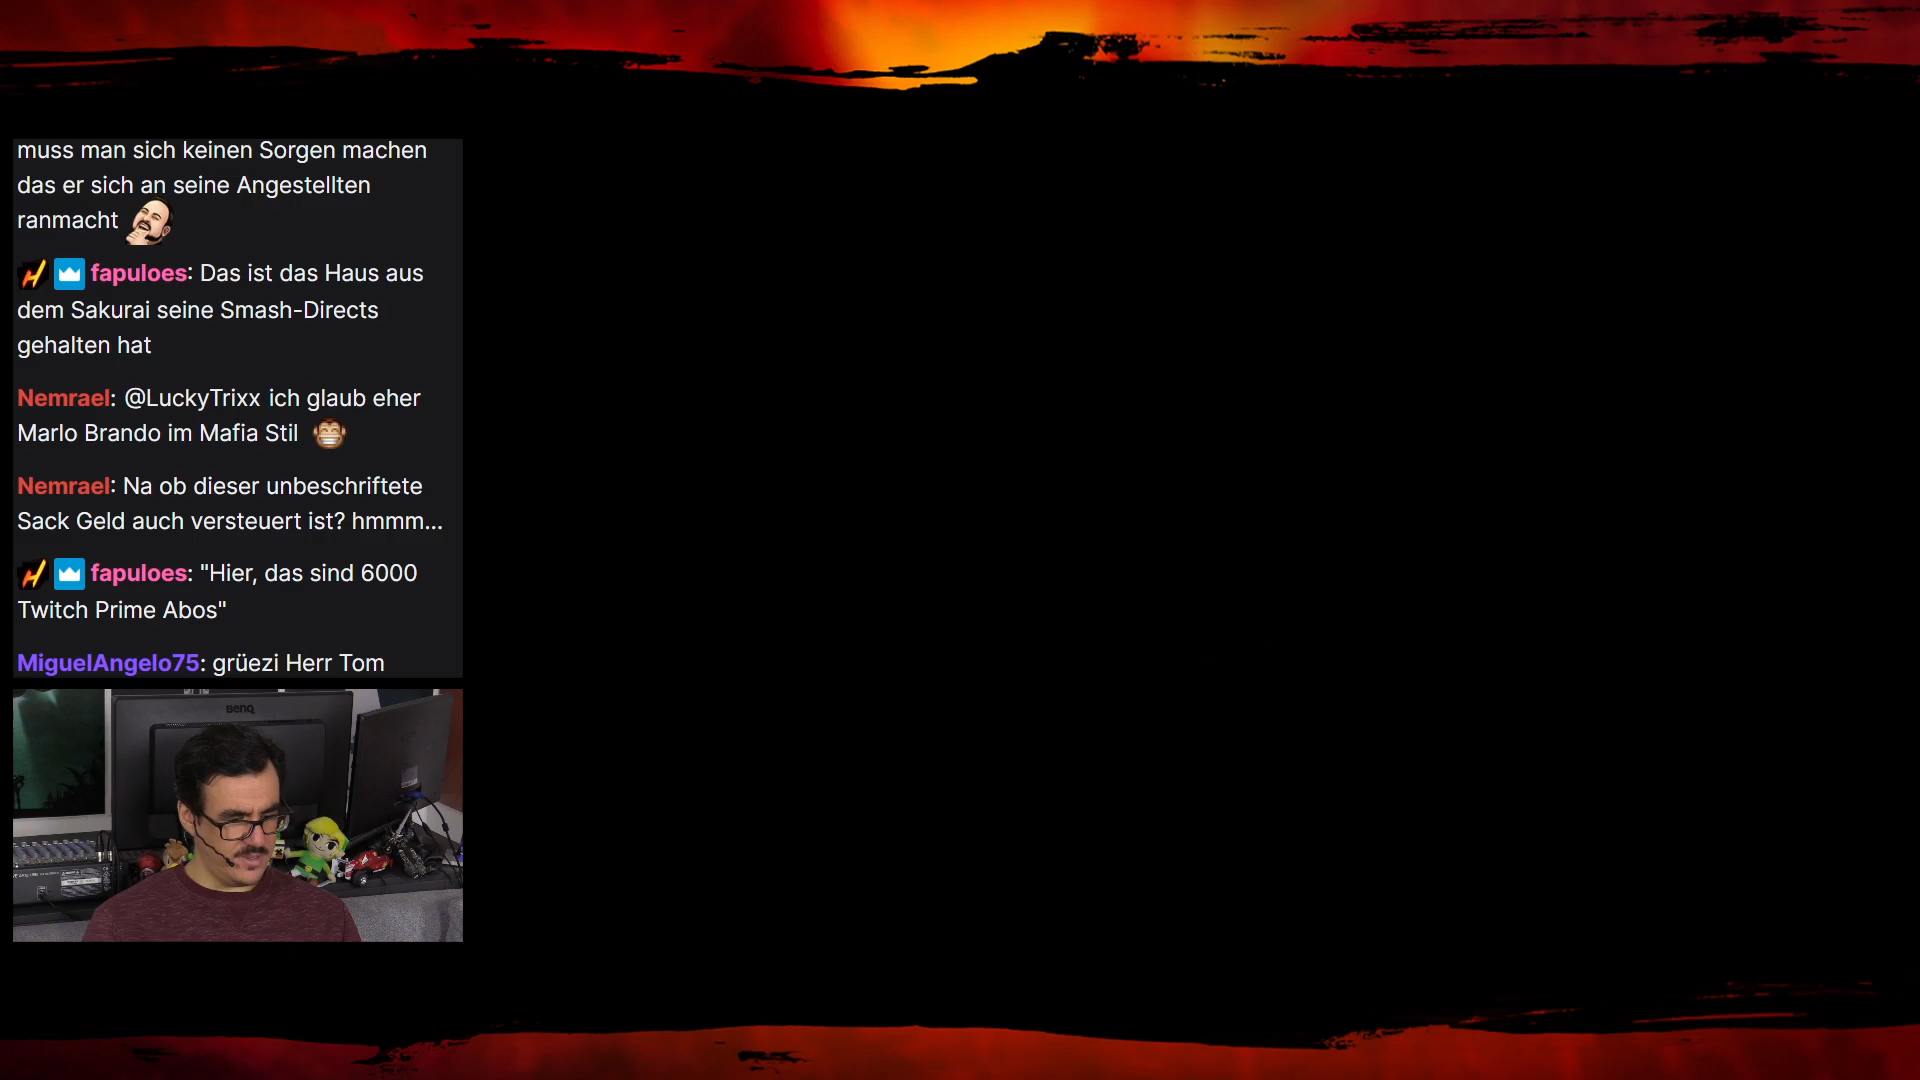 muss man sich keinen Sorgen machen
das er sich an seine Angestellten
ranmacht
fapuloes: Das ist das Haus aus
dem Sakurai seine Smash-Directs
gehalten hat
Nemrael: @LuckyTrixx ich glaub eher
Marlo Brando im Mafia Stil
Nemrael: Na ob dieser unbeschriftete
Sack Geld auch versteuert ist? hmmm...
fapuloes: "Hier, das sind 6000
Twitch Prime Abos"
MiguelAngelo75: grüezi Herr Tom
BenQ